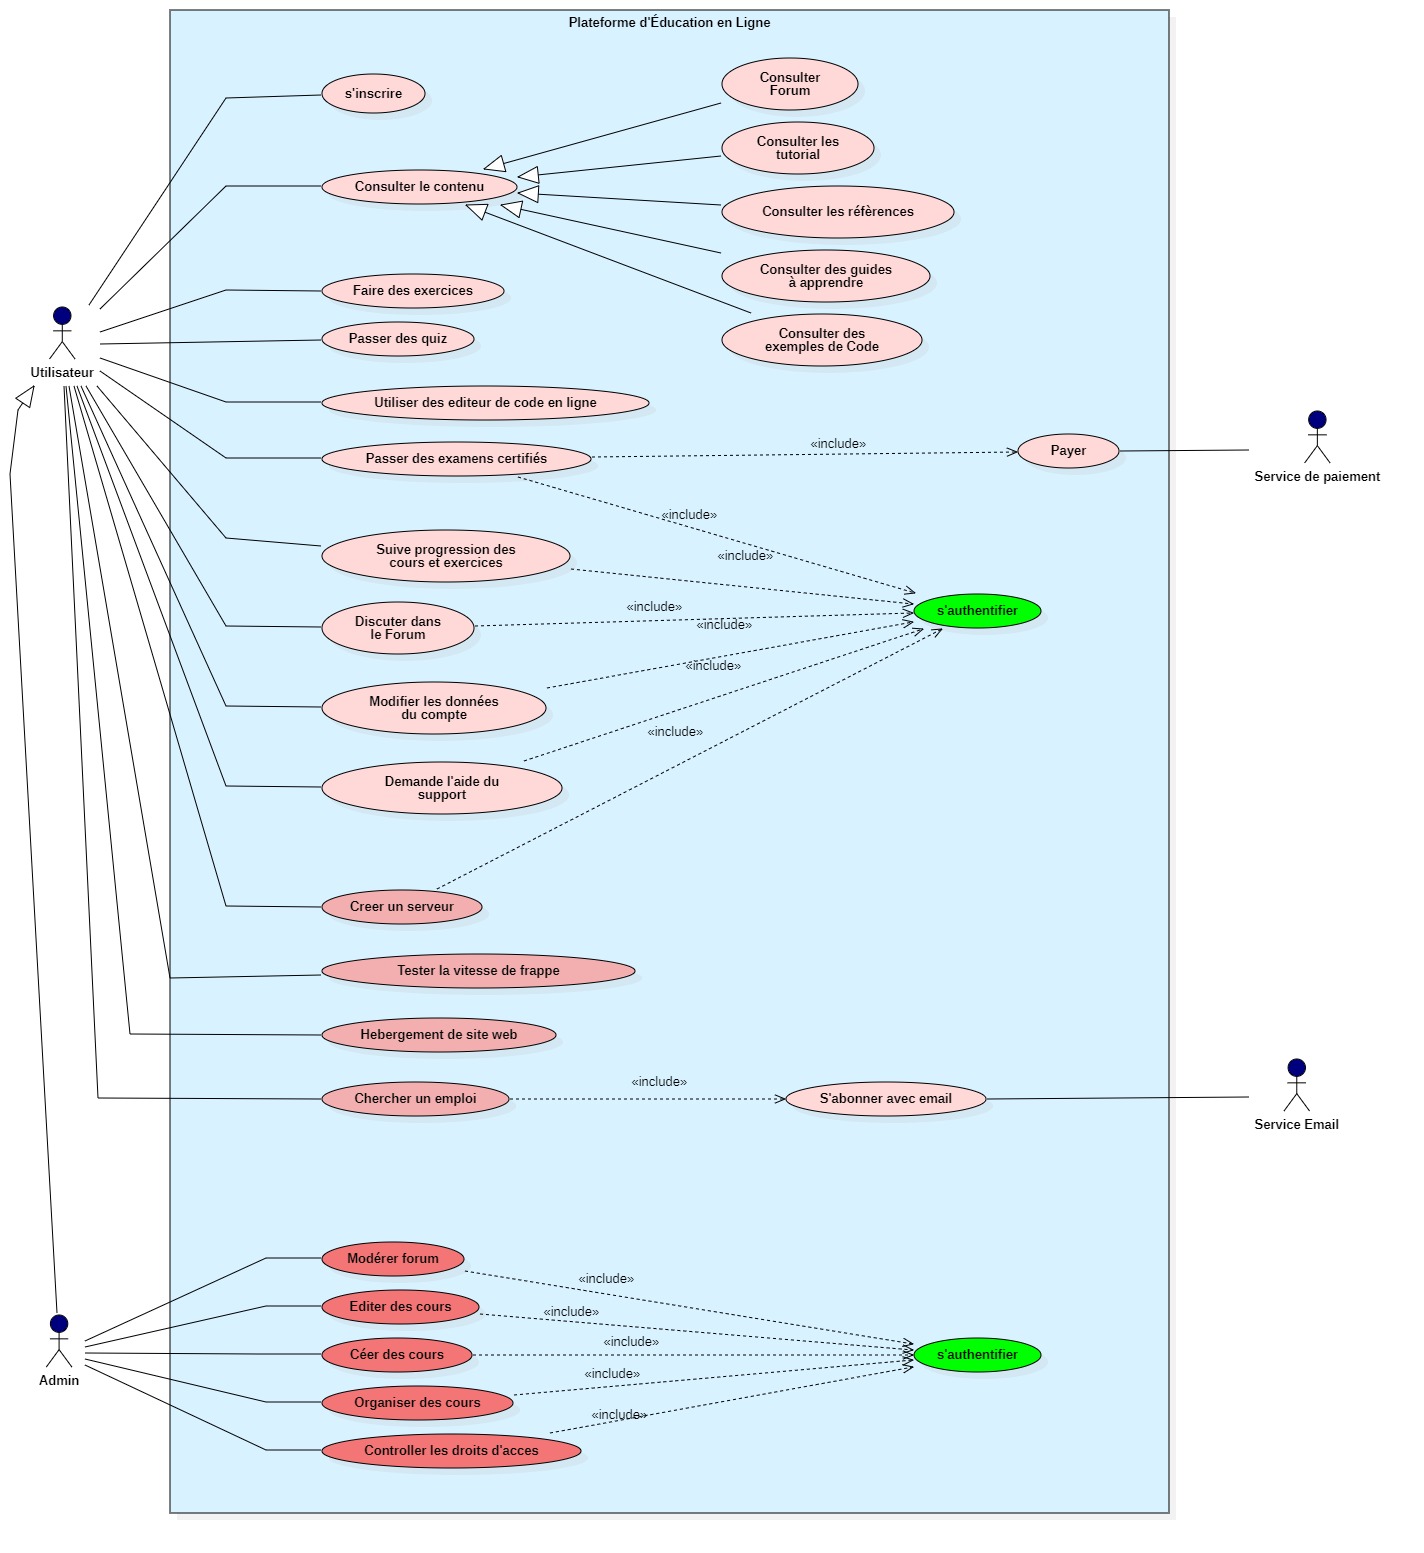 Plateforme d'Éducation en Ligne
s'inscrire
Consulter
Forum
Consulter les
tutorial
Consulter le contenu
Consulter les réfèrences
Consulter des guides
à apprendre
Faire des exercices
Passer des quiz
Consulter des
exemples de Code
Utilisateur
Utiliser des editeur de code en ligne
Passer des examens certifiés
«include»
Payer
Service de paiement
«include»
Suive progression des
cours et exercices
«include»
s'authentifier
Discuter dans
le Forum
«include»
«include»
«include»
Modifier les données
du compte
«include»
Demande l'aide du
support
Creer un serveur
Tester la vitesse de frappe
Hebergement de site web
Chercher un emploi
«include»
S'abonner avec email
Service Email
Modérer forum
«include»
Editer des cours
«include»
Céer des cours
«include»
s'authentifier
Admin
Organiser des cours
«include»
Controller les droits d'acces
«include»